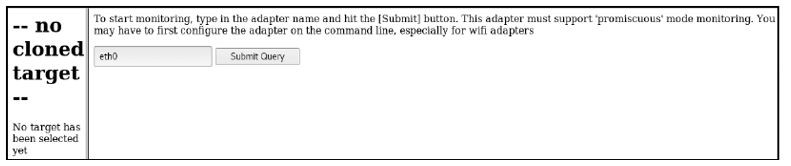 -- no
cloned
target
--
No target has
been selected
yet
To start monitoring, type in the adapter name and hit the [Submit] button. This adapter must support 'promiscuous' mode monitoring. You
may have to first configure the adapter on the command line, especially for wifi adapters
eth0
Submit Query